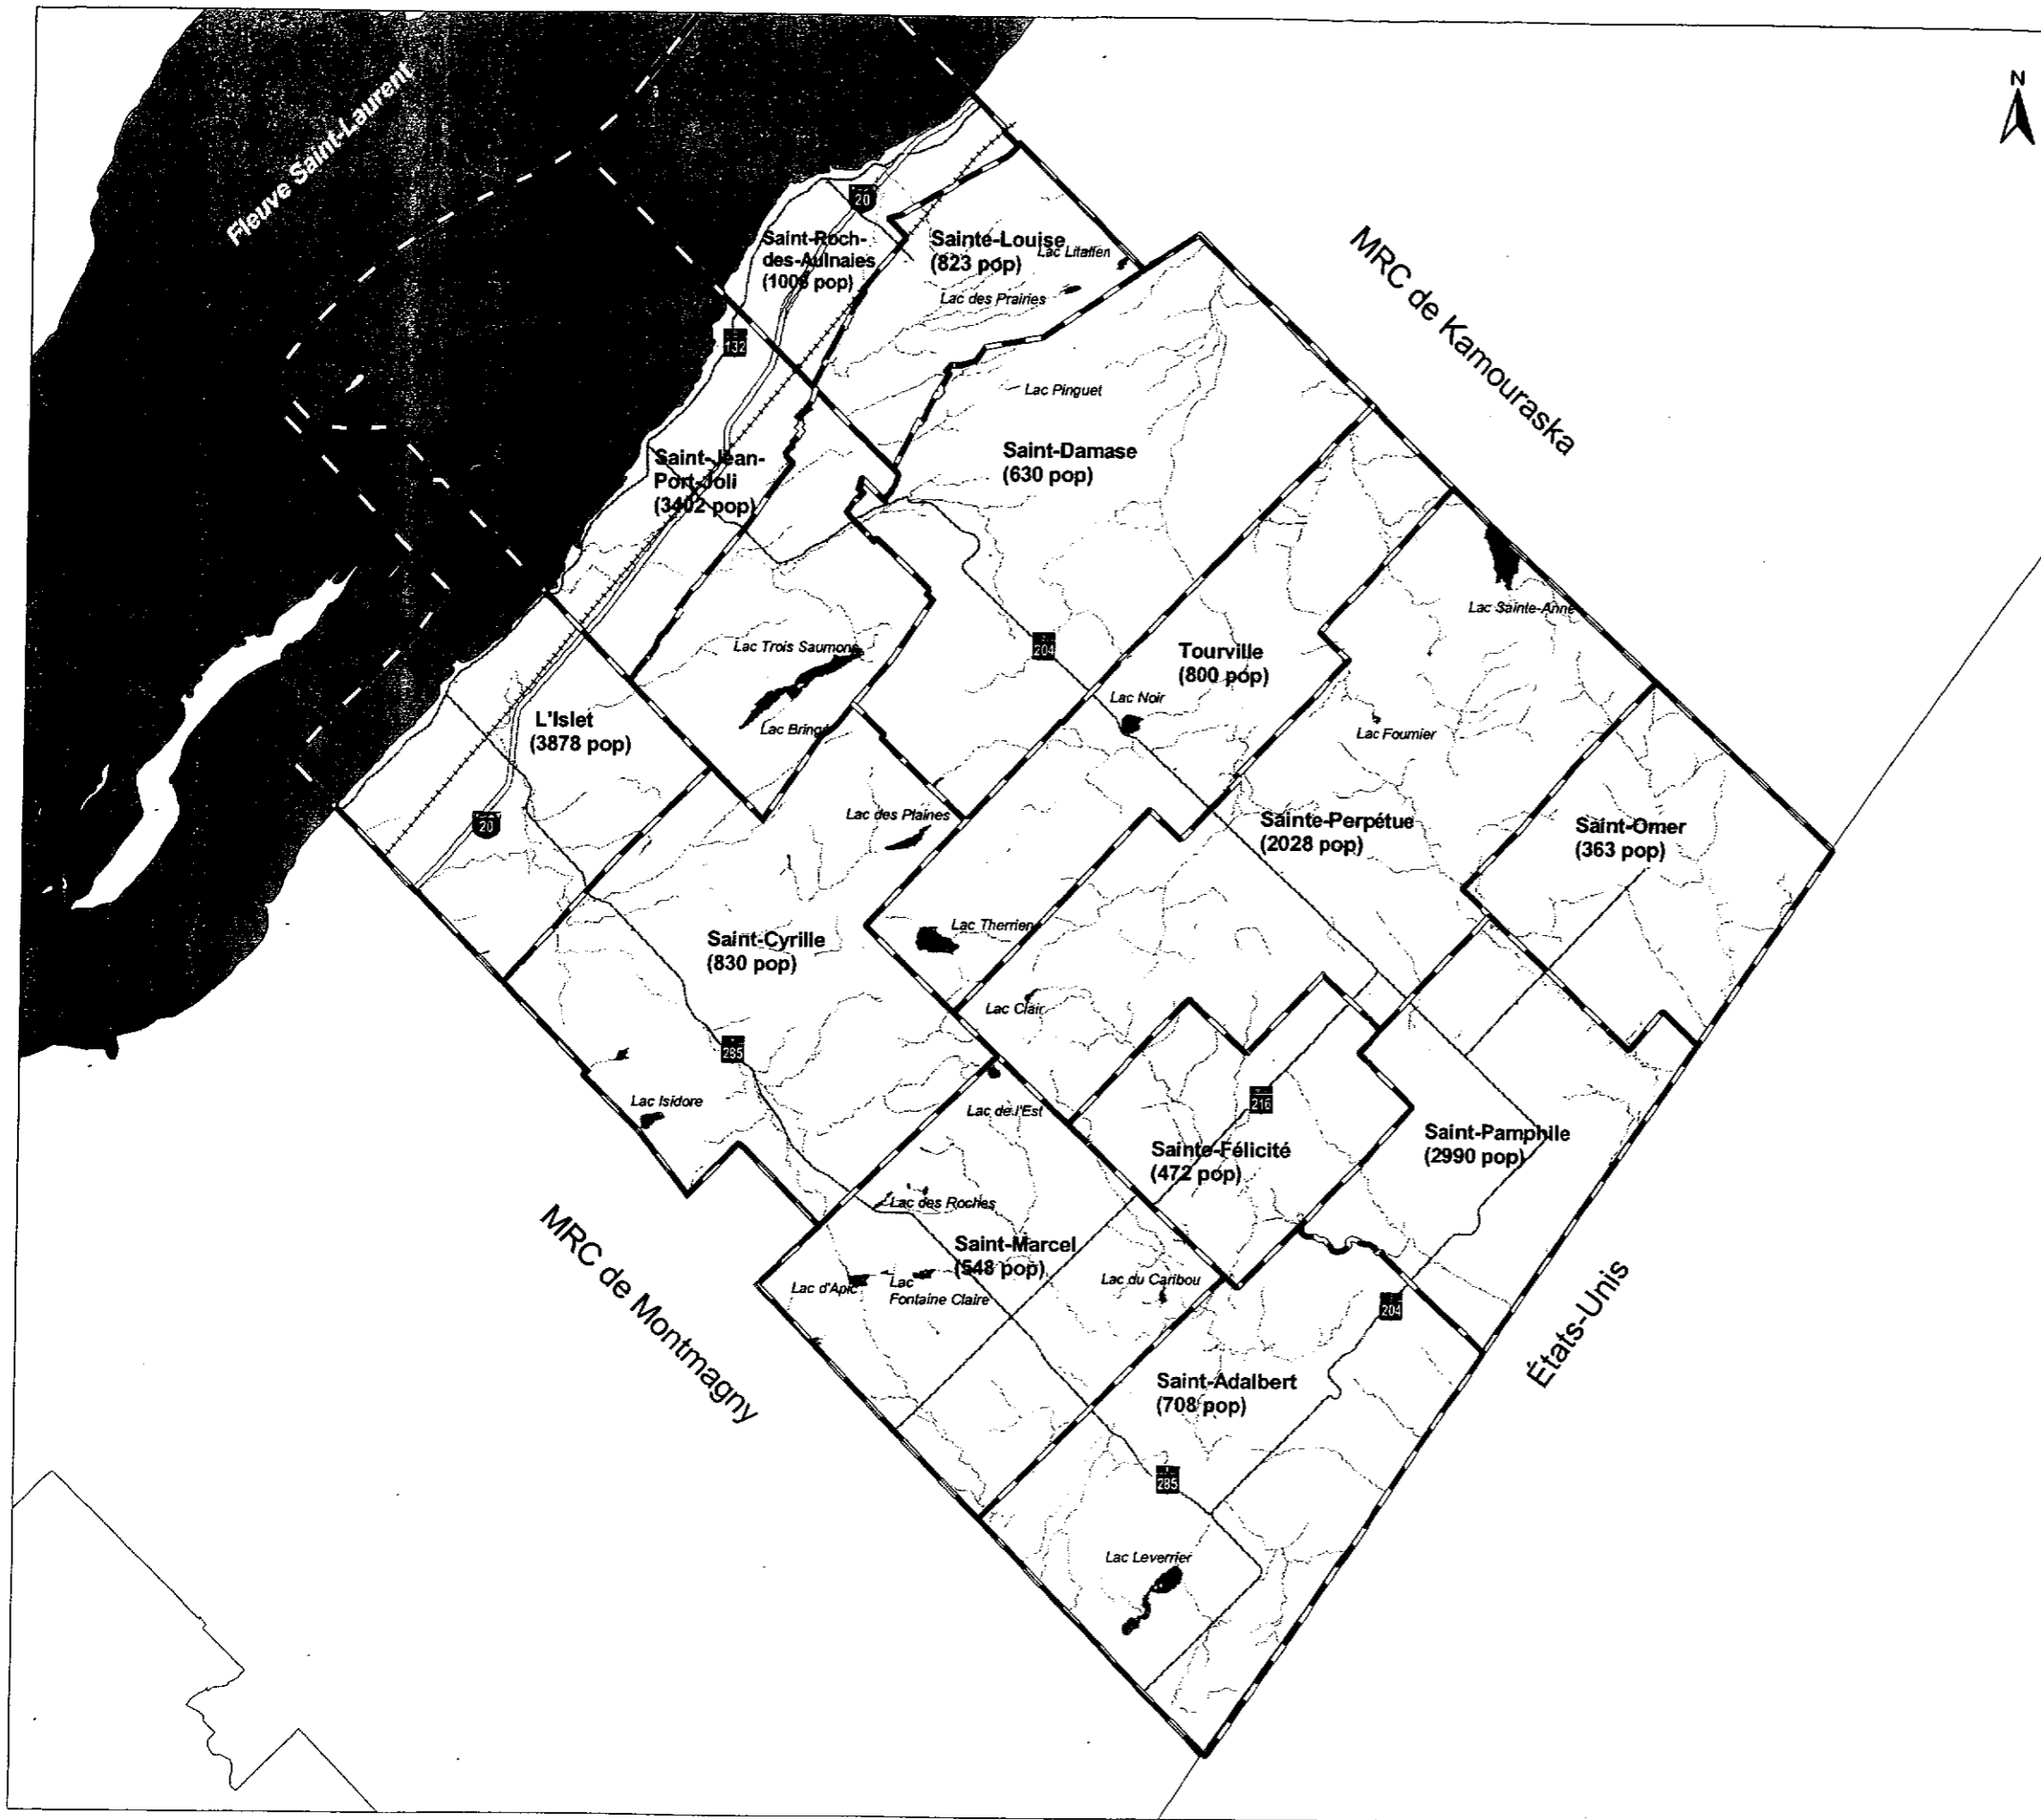 N
Fleuve Saint-Laurent
20
Saint-Roch-
des-Aulnaies
pop)
Sainte-Louise
(823 pop)
Lac
Lac des Prairies
MRC de Kamouraska
132
Lac Pinguet
Saint-Damase
(630 pop)
Saint-Jean-
Port-Joli
(3402 pop)
Lac Sainte-Anne
Lac Trois Saumons
204
Tourville
(800 pop)
Lac Noir
L'Islet
(3878 pop)
Lac Bringé
Lac Fournier
20
Lac des Plaines
Sainte-Perpétue
(2028 pop)
Saint-Omer
(363 pop)
Saint-Cyrille
(830 pop)
Lac Therrien
Lac Clair
285
Lac Isidore
Lac de l'Est
216
Sainte-Félicité
(472 pop)
Saint-Pamphile
(2990 pop)
Lac des Roches
MRC de Montmagny
Saint-Marcel
(548 pop)
Lac d'Apic
Lac
Fontaine Claire
Lac du Caribou
204
États-Unis
Saint-Adalbert
(708 pop)
285
Lac Leverrier